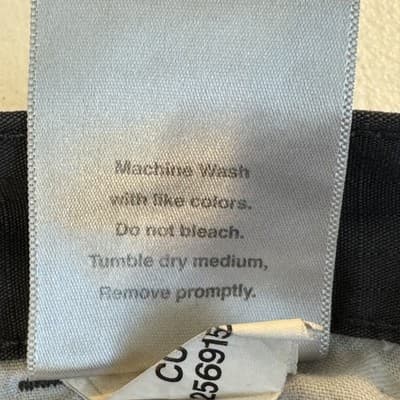 Machine Wash
with like colors.
Do not bleach.
Tumble dry medium,
Remove promptly.